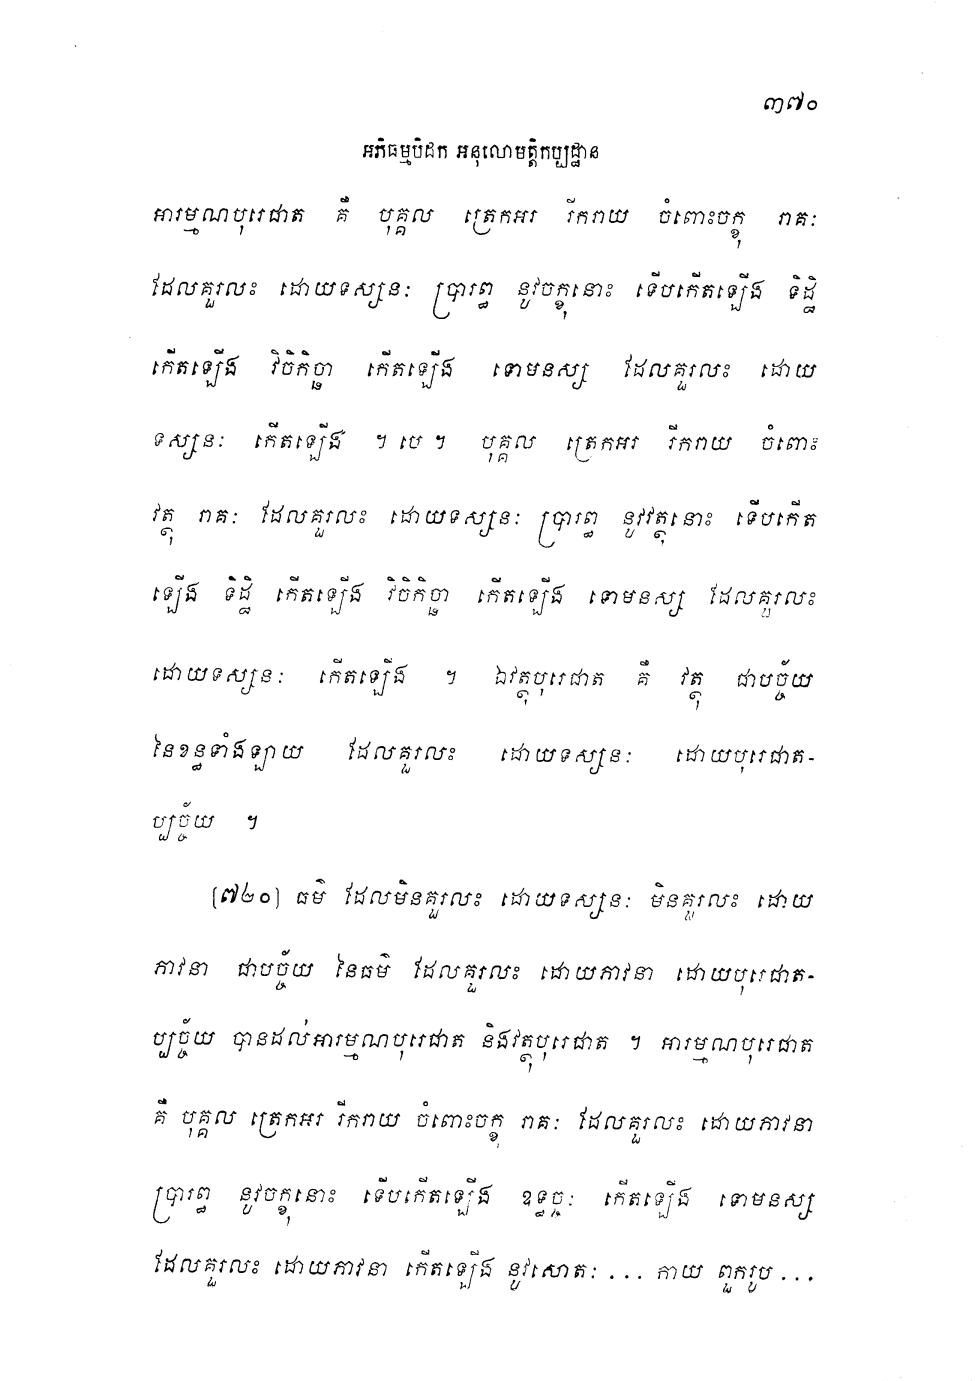 ៣៧០
អភិធម្មបិដក អនុលោមត្តិកប្បដ្ឋាន
អារម្មណបុរេជាត គឺ បុគ្គល ត្រេកអរ រីករាយ ចំពោះចក្ខុ រាគៈ
ដែលគួរលះ ដោយទស្សនៈ ប្រារព្ធ នូវចក្ខុនោះ ទើបកើតឡើង ទិដ្ឋិ
កើតឡើង វិចិកិច្ឆា កើតឡើង ទោមនស្ស ដែលគួរលះ ដោយ
ទស្សនៈ កើតឡើង ។ បេ ។ បុគ្គល ត្រេកអរ រីករាយ ចំពោះ
វត្ថុ រាគៈ ដែលគួរលះ ដោយទស្សនៈ ប្រារព្ធ នូវវត្ថុនោះ ទើបកើត
ឡើង ទិដ្ឋិ កើតឡើង វិចិកិច្ឆា កើតឡើង ទោមនស្ស ដែលគួរលះ
ដោយទស្សនៈ កើតឡើង ។ ឯវត្ថុបុរេជាត គឺ វត្ថុ ជាបច្ច័យ
នៃខន្ធទាំងឡាយ ដែលគួរលះ ដោយទស្សនៈ ដោយបុរេជាត-
ប្បច្ច័យ ។
(៧២០) ធម៌ ដែលមិនគួរលះ ដោយទស្សនៈ មិនគួរលះ ដោយ
ភាវនា ជាបច្ច័យ នៃធម៌ ដែលគួរលះ ដោយភាវនា ដោយបុរេជាត-
ប្បច្ច័យ បានដល់អារម្មណបុរេជាត និងវត្ថុបុរេជាត ។ អារម្មណបុរេជាត
គឺ បុគ្គល ត្រេកអរ រីករាយ ចំពោះចក្ខុ រាគៈ ដែលគួរលះ ដោយភាវនា
ប្រារព្ធ នូវចក្ខុនោះ ទើបកើតឡើង ឧទ្ធច្ចៈ កើតឡើង ទោមនស្ស
ដែលគួរលះ ដោយភាវនា កើតឡើង នូវសោតៈ ... កាយ ពួករូប ...